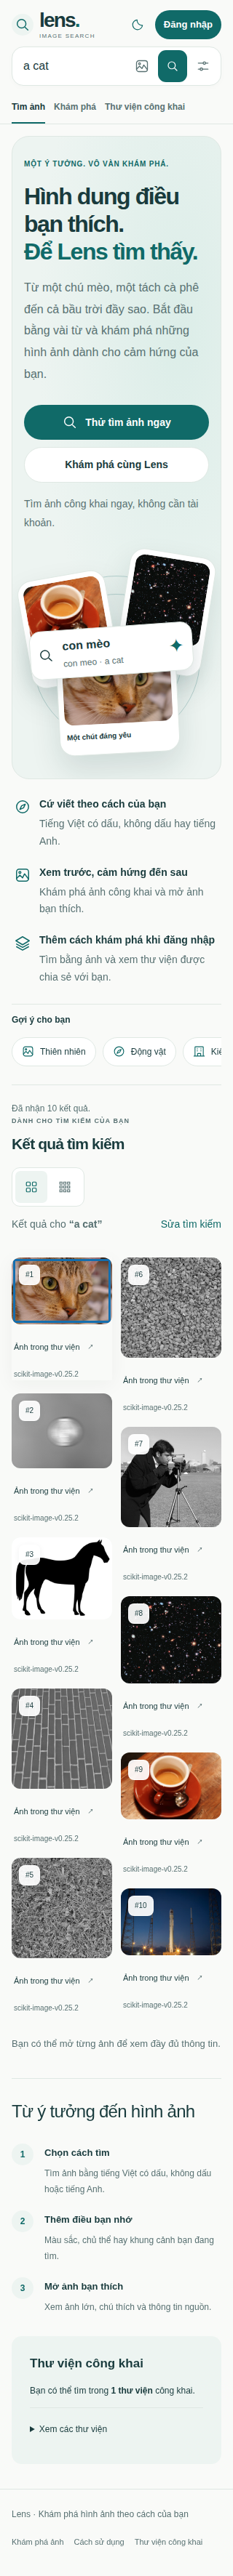 lens.
IMAGE SEARCH
Đăng nhập
a cat
Tìm ảnh
Khám phá
Thư viện công khai
MỘT Ý TƯỞNG. VÔ VÀN KHÁM PHÁ.
Hình dung điều
bạn thích.
Để Lens tìm thấy.
Từ một chú mèo, một tách cà phê
đến cả bầu trời đầy sao. Bắt đầu
bằng vài từ và khám phá những
hình ảnh dành cho cảm hứng của
bạn.
Thử tìm ảnh ngay
Khám phá cùng Lens
Tìm ảnh công khai ngay, không cần tài
khoản.
con mèo
con meo · a cat
Một chút đáng yêu
Cứ viết theo cách của bạn
Tiếng Việt có dấu, không dấu hay tiếng
Anh.
Xem trước, cảm hứng đến sau
Khám phá ảnh công khai và mở ảnh
bạn thích.
Thêm cách khám phá khi đăng nhập
Tìm bằng ảnh và xem thư viện được
chia sẻ với bạn.
Gợi ý cho bạn
Thiên nhiên
Động vật
Kiế
Đã nhận 10 kết quả.
DÀNH CHO TÌM KIẾM CỦA BẠN
Kết quả tìm kiếm
Kết quả cho “a cat”
Sửa tìm kiếm
#1
Ảnh trong thư viện ↗
scikit-image-v0.25.2
#2
Ảnh trong thư viện ↗
scikit-image-v0.25.2
#3
Ảnh trong thư viện ↗
scikit-image-v0.25.2
#4
Ảnh trong thư viện ↗
scikit-image-v0.25.2
#5
Ảnh trong thư viện ↗
scikit-image-v0.25.2
#6
Ảnh trong thư viện ↗
scikit-image-v0.25.2
#7
Ảnh trong thư viện ↗
scikit-image-v0.25.2
#8
Ảnh trong thư viện ↗
scikit-image-v0.25.2
#9
Ảnh trong thư viện ↗
scikit-image-v0.25.2
#10
Ảnh trong thư viện ↗
scikit-image-v0.25.2
Bạn có thể mở từng ảnh để xem đầy đủ thông tin.
Từ ý tưởng đến hình ảnh
1
Chọn cách tìm
Tìm ảnh bằng tiếng Việt có dấu, không dấu
hoặc tiếng Anh.
2
Thêm điều bạn nhớ
Màu sắc, chủ thể hay khung cảnh bạn đang
tìm.
3
Mở ảnh bạn thích
Xem ảnh lớn, chú thích và thông tin nguồn.
Thư viện công khai
Bạn có thể tìm trong 1 thư viện công khai.
Xem các thư viện
Lens · Khám phá hình ảnh theo cách của bạn
Khám phá ảnh
Cách sử dụng
Thư viện công khai